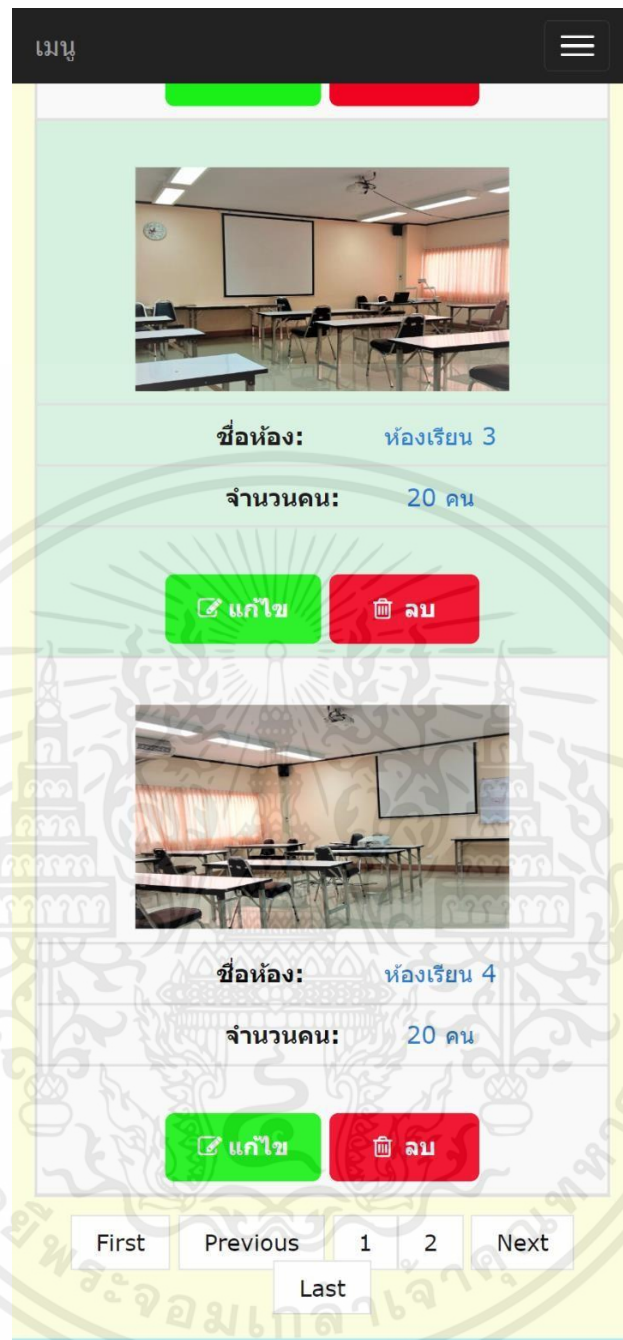 เมนู
ชื่อห้อง: ห้องเรียน 3
จำนวนคน: 20 คน
แก้ไข ลบ
ชื่อห้อง: ห้องเรียน 4
จำนวนคน: 20 คน
แก้ไข ลบ
First Previous 1 2 Next
Last